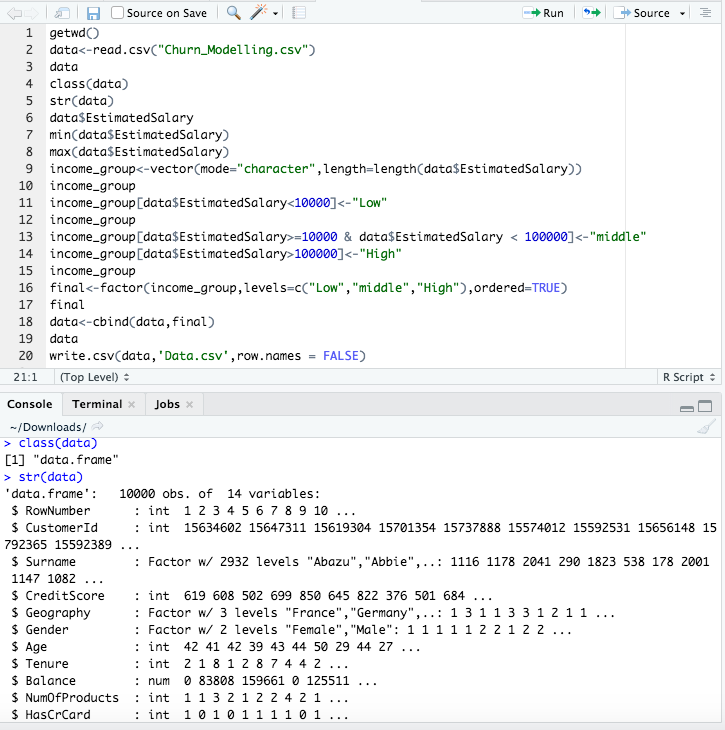 Source on Save
Run
Source
1 getwd()
2 data<-read.csv("Churn_Modelling.csv")
3 data
4 class(data)
5 str(data)
6 data$EstimatedSalary
7 min(data$EstimatedSalary)
8 max(data$EstimatedSalary)
9 income_group<-vector(mode="character",length=length(data$EstimatedSalary))
10 income_group
11 income_group[data$EstimatedSalary<10000]<-"Low"
12 income_group
13 income_group[data$EstimatedSalary>=10000 & data$EstimatedSalary < 100000]<-"middle"
14 income_group[data$EstimatedSalary>100000]<-"High"
15 income_group
16 final<-factor(income_group,levels=c("Low","middle","High"),ordered=TRUE)
17 final
18 data<-cbind(data,final)
19 data
20 write.csv(data,'Data.csv',row.names = FALSE)
21:1 (Top Level) R Script
Console Terminal Jobs
~/Downloads/
> class(data)
[1] "data.frame"
> str(data)
'data.frame': 10000 obs. of 14 variables:
$ RowNumber : int 1 2 3 4 5 6 7 8 9 10 ...
$ CustomerId : int 15634602 15647311 15619304 15701354 15737888 15574012 15592531 15656148 15
792365 15592389 ...
$ Surname : Factor w/ 2932 levels "Abazu","Abbie",..: 1116 1178 2041 290 1823 538 178 2001
1147 1082 ...
$ CreditScore : int 619 608 502 699 850 645 822 376 501 684 ...
$ Geography : Factor w/ 3 levels "France","Germany",..: 1 3 1 1 3 3 1 2 1 1 ...
$ Gender : Factor w/ 2 levels "Female","Male": 1 1 1 1 1 2 2 1 2 2 ...
$ Age : int 42 41 42 39 43 44 50 29 44 27 ...
$ Tenure : int 2 1 8 1 2 8 7 4 4 2 ...
$ Balance : num 0 83808 159661 0 125511 ...
$ NumOfProducts : int 1 1 3 2 1 2 2 4 2 1 ...
$ HasCrCard : int 1 0 1 0 1 1 1 1 0 1 ...